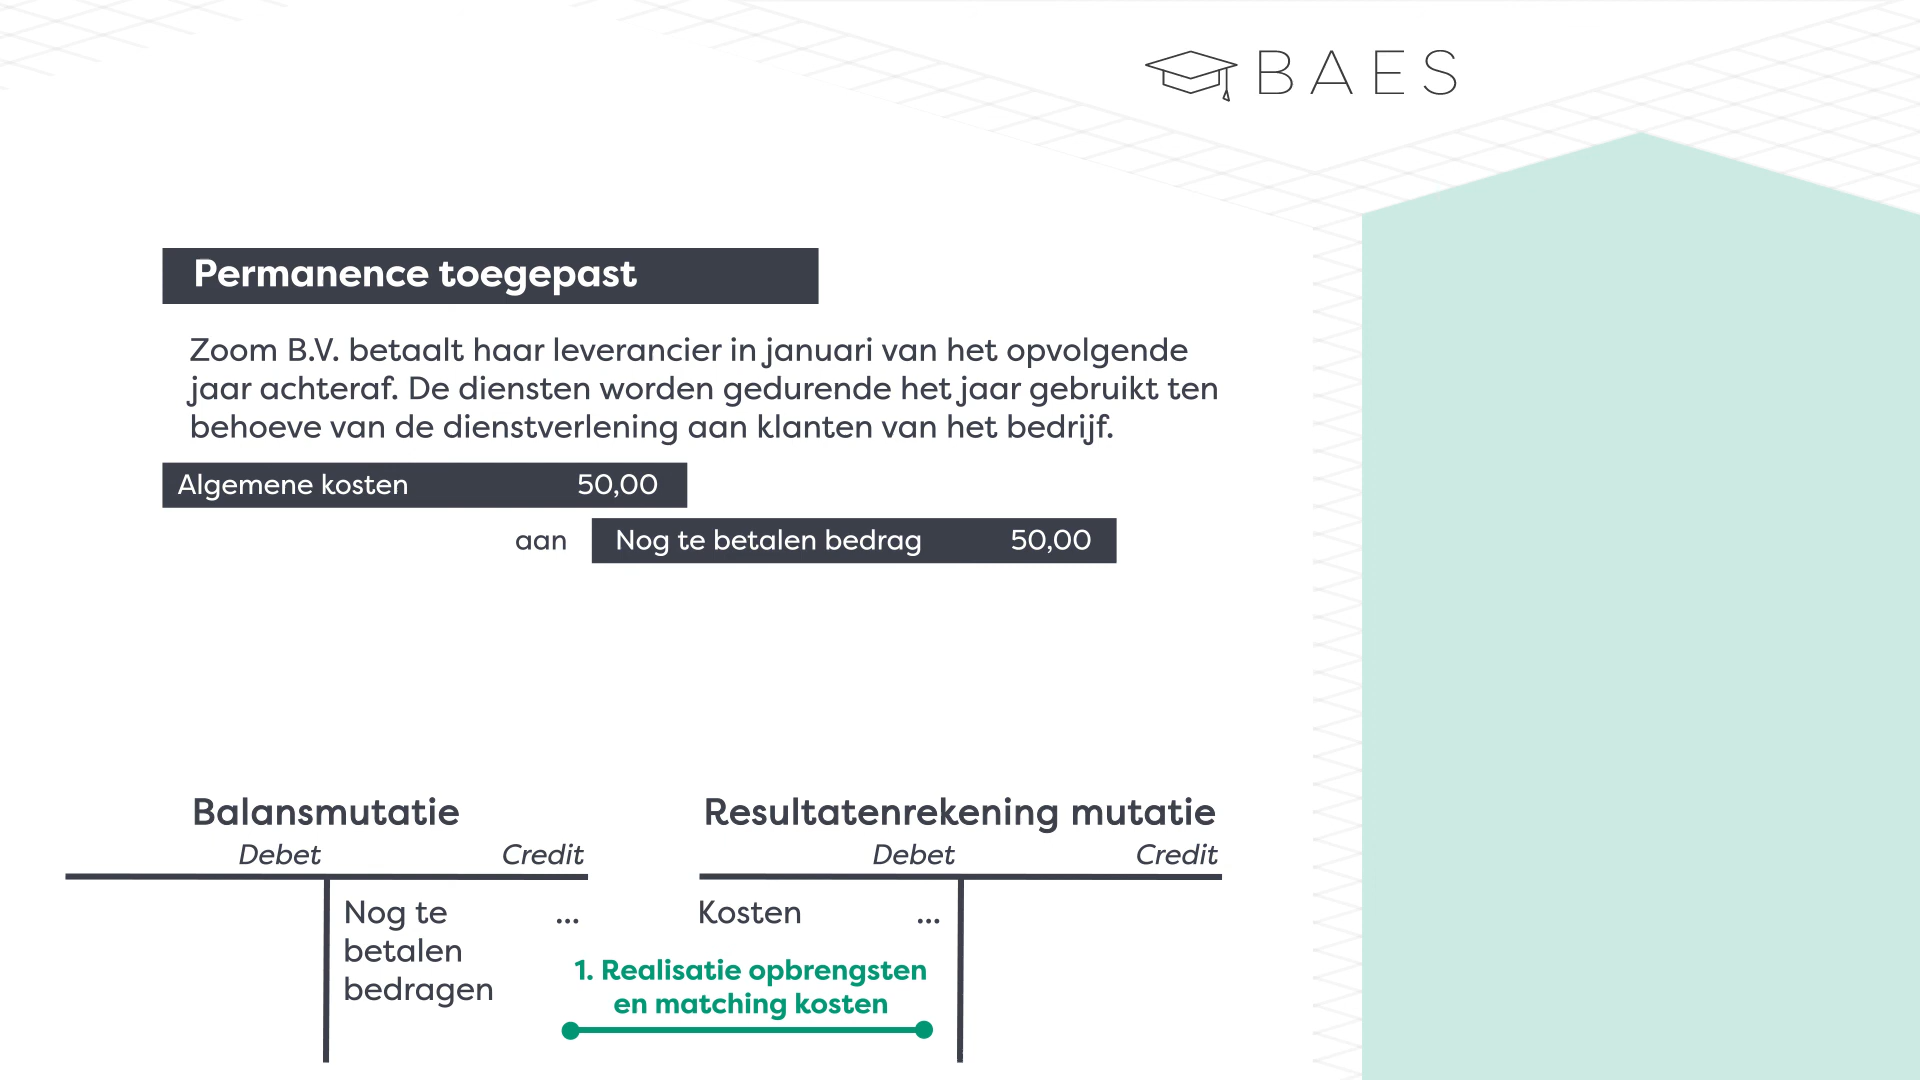 BAES
Permanence toegepast
Zoom B.V. betaalt haar leverancier in januari van het opvolgende
jaar achteraf. De diensten worden gedurende het jaar gebruikt ten
behoeve van de dienstverlening aan klanten van het bedrijf.
Algemene kosten 50,00
aan Nog te betalen bedrag 50,00
Balansmutatie
Debet Credit
Nog te ...
betalen
bedragen
Resultatenrekening mutatie
Debet Credit
Kosten ...
1. Realisatie opbrengsten
en matching kosten